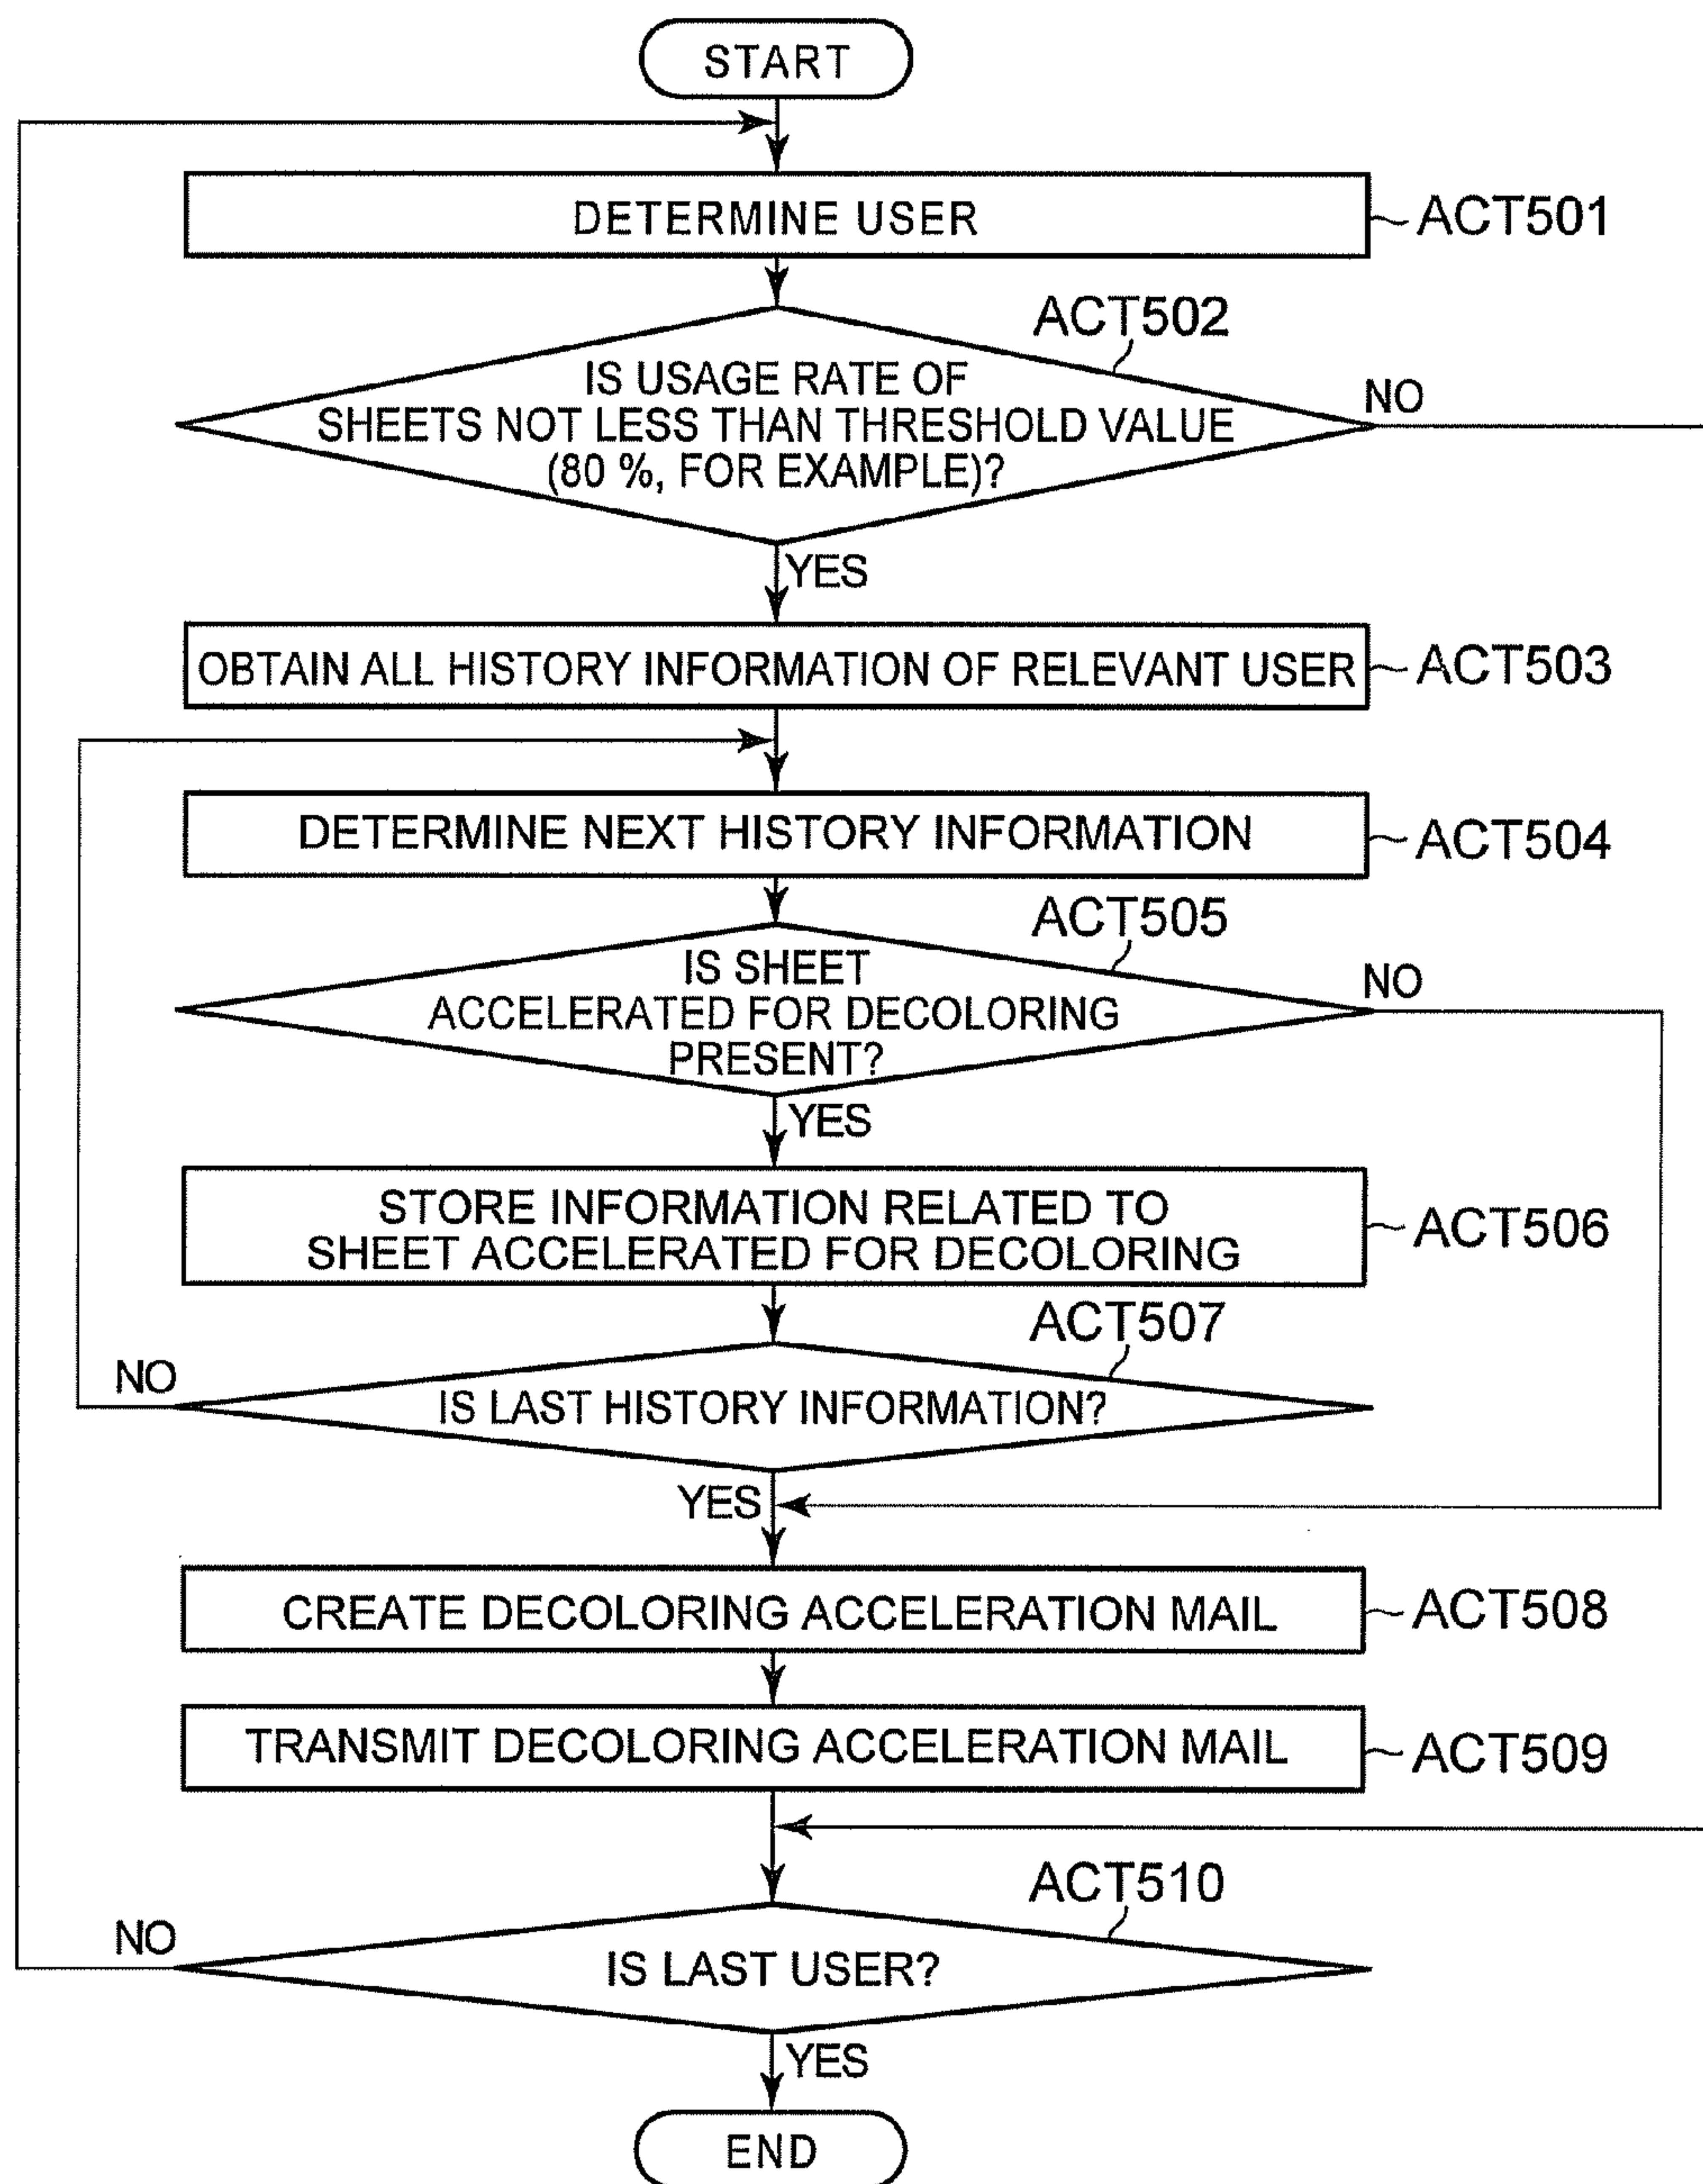 START
DETERMINE USER
ACT501
ACT502
IS USAGE RATE OF
SHEETS NOT LESS THAN THRESHOLD VALUE
(80 %, FOR EXAMPLE)?
NO
YES
OBTAIN ALL HISTORY INFORMATION OF RELEVANT USER
ACT503
DETERMINE NEXT HISTORY INFORMATION
ACT504
ACT505
IS SHEET
ACCELERATED FOR DECOLORING
PRESENT?
NO
YES
STORE INFORMATION RELATED TO
SHEET ACCELERATED FOR DECOLORING
ACT506
ACT507
NO
IS LAST HISTORY INFORMATION?
YES
CREATE DECOLORING ACCELERATION MAIL
ACT508
TRANSMIT DECOLORING ACCELERATION MAIL
ACT509
ACT510
NO
IS LAST USER?
YES
END